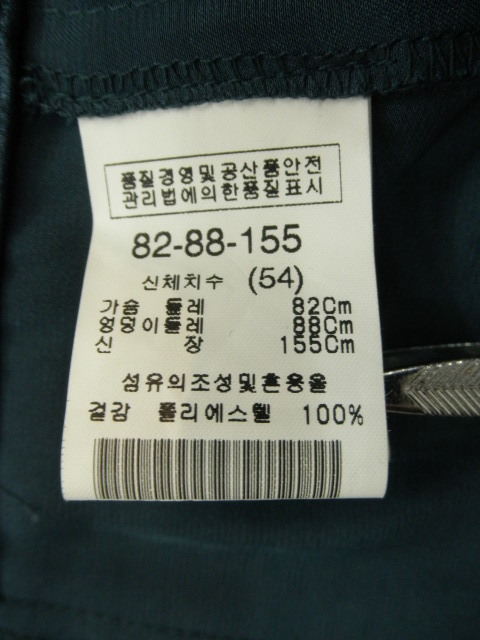 품질경영및공산품안전
관리법에의한품질표시
82-88-155
신체치수 (54)
가슴 둘레 82Cm
엉덩이둘레 88Cm
신 장 155Cm
섬유의조성및혼용율
겉감 폴리에스텔 100%